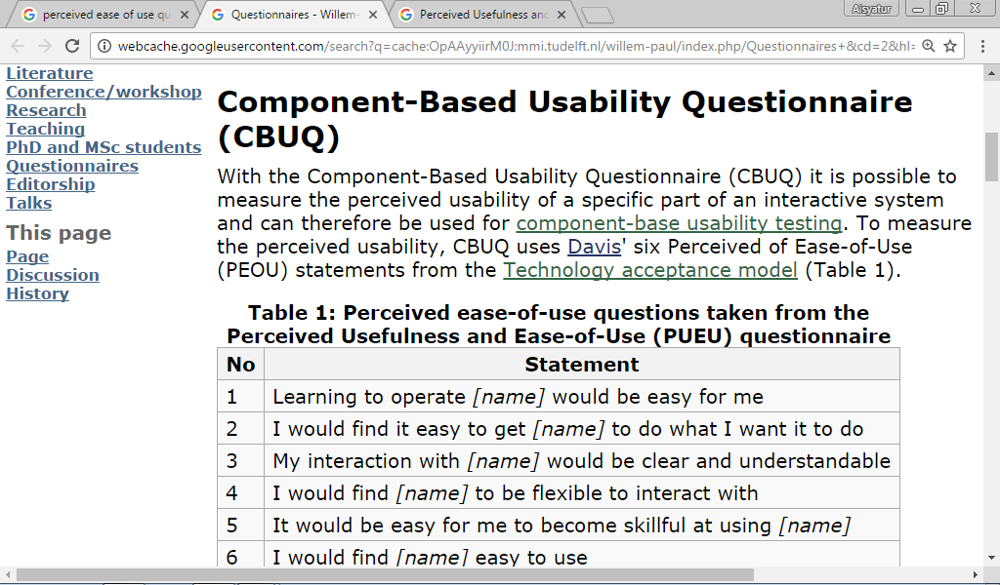 perceived ease of use qu
Questionnaires - Willem-
Perceived Usefulness and
Aisyatur
webcache.googleusercontent.com/search?q=cache:OpAAyyiirM0J:mmi.tudelft.nl/willem-paul/index.php/Questionnaires+&cd=2&hl=
Literature
Conference/workshop
Research
Teaching
PhD and MSc students
Questionnaires
Editorship
Talks
This page
Page
Discussion
History
Component-Based Usability Questionnaire
(CBUQ)
With the Component-Based Usability Questionnaire (CBUQ) it is possible to
measure the perceived usability of a specific part of an interactive system
and can therefore be used for component-base usability testing. To measure
the perceived usability, CBUQ uses Davis' six Perceived of Ease-of-Use
(PEOU) statements from the Technology acceptance model (Table 1).
Table 1: Perceived ease-of-use questions taken from the
Perceived Usefulness and Ease-of-Use (PUEU) questionnaire
No Statement
1 Learning to operate [name] would be easy for me
2 I would find it easy to get [name] to do what I want it to do
3 My interaction with [name] would be clear and understandable
4 I would find [name] to be flexible to interact with
5 It would be easy for me to become skillful at using [name]
6 I would find [name] easy to use